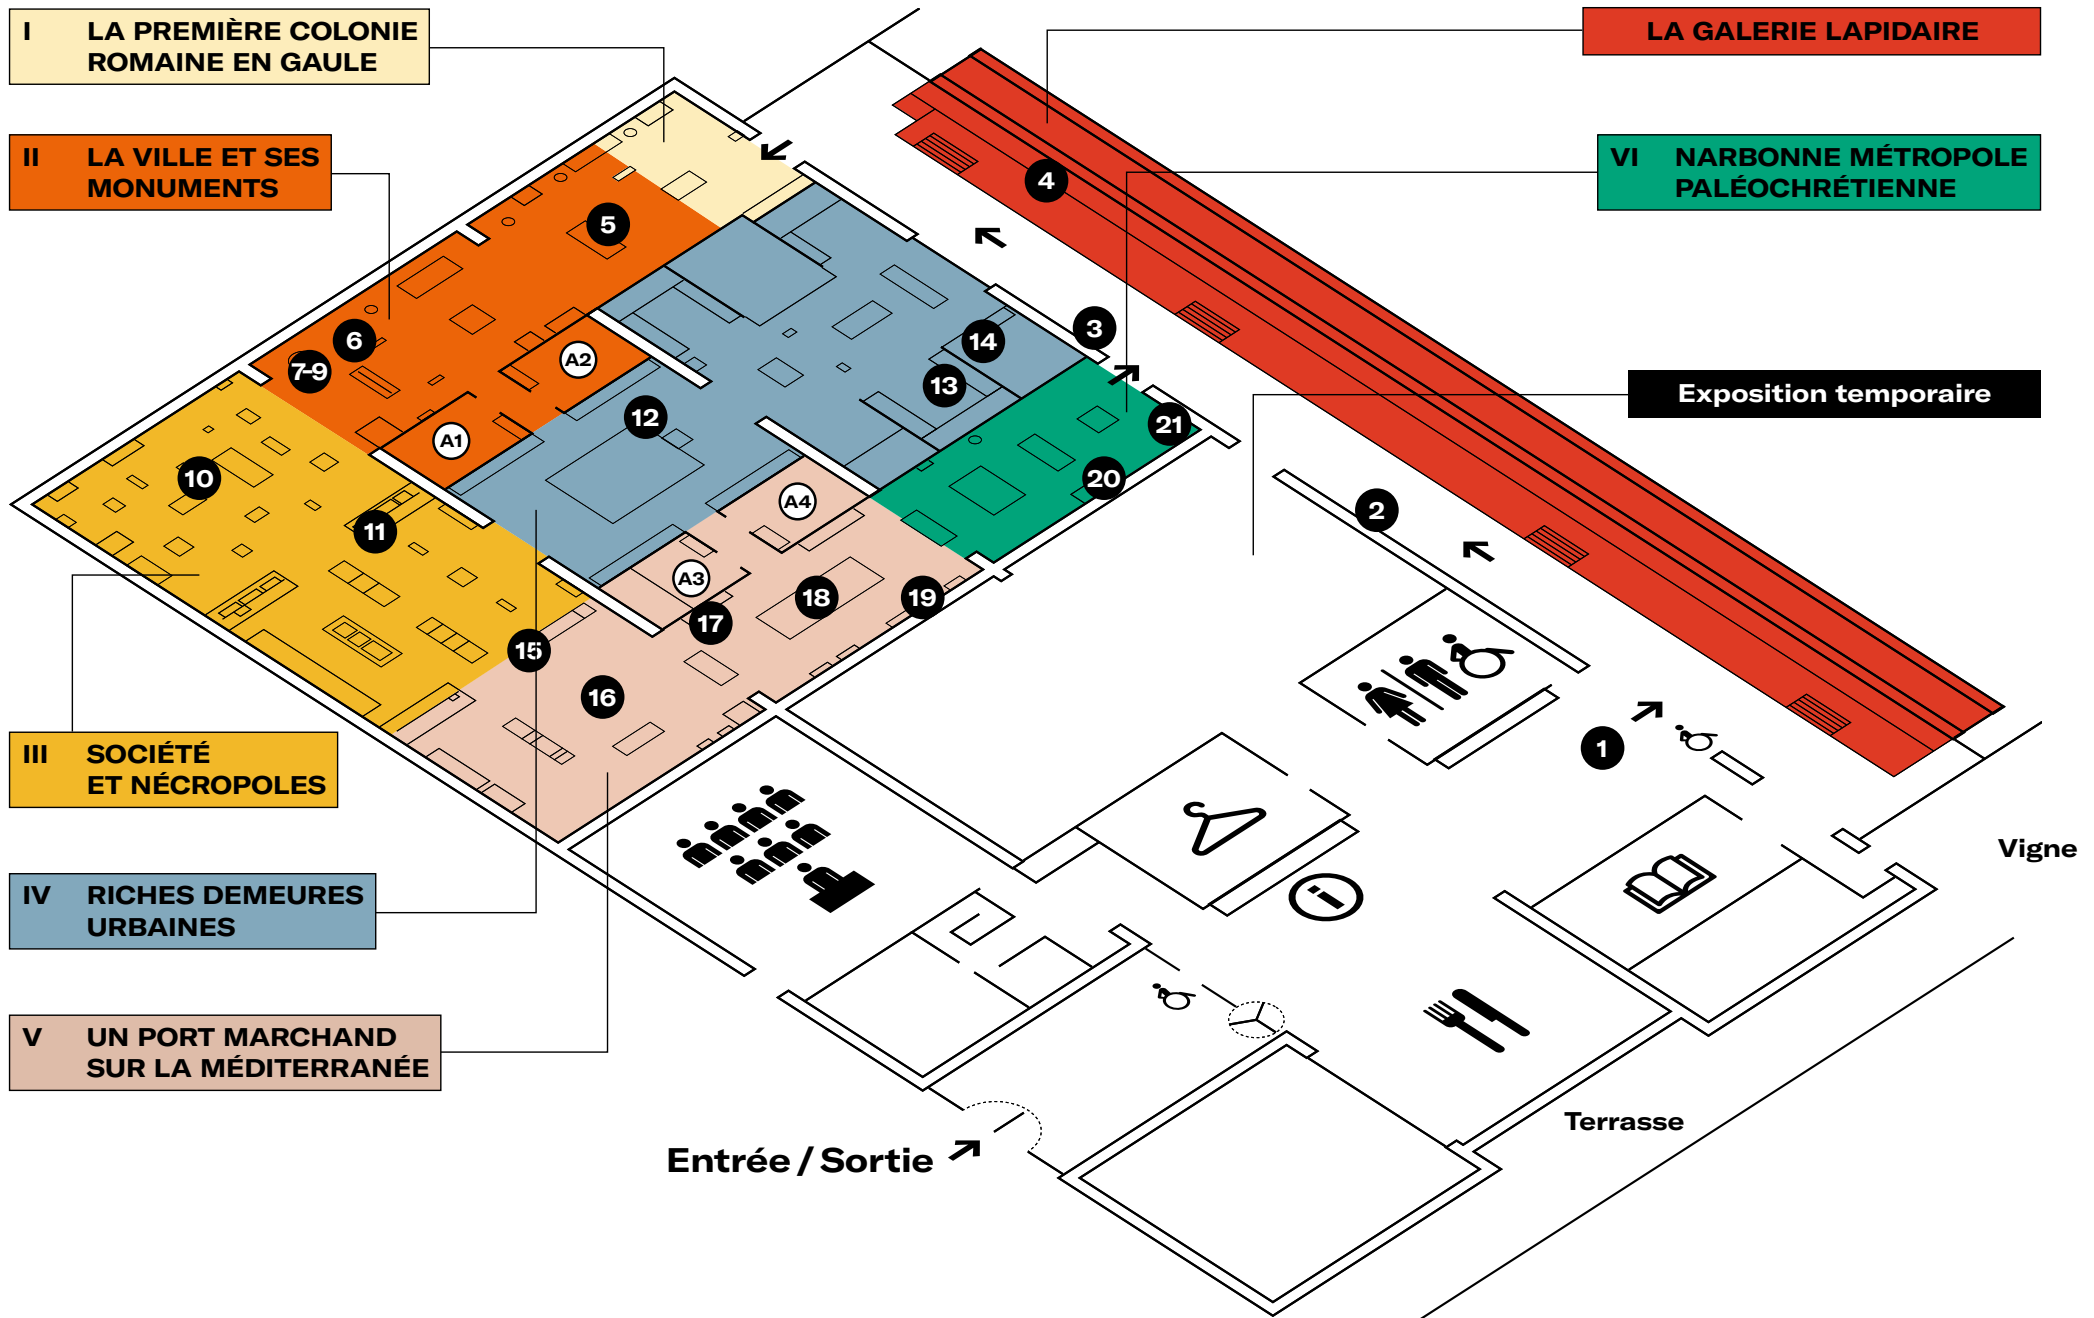 I LA PREMIÈRE COLONIE
ROMAINE EN GAULE
LA GALERIE LAPIDAIRE
II LA VILLE ET SES
MONUMENTS
VI NARBONNE MÉTROPOLE
PALÉOCHRÉTIENNE
4
5
3
6
14
7-9
A2
13
Exposition temporaire
12
21
A1
10
20
A4
2
11
A3
18
19
17
15
16
1
III SOCIÉTÉ
ET NÉCROPOLES
Vigne
IV RICHES DEMEURES
URBAINES
i
V UN PORT MARCHAND
SUR LA MÉDITERRANÉE
Terrasse
Entrée / Sortie